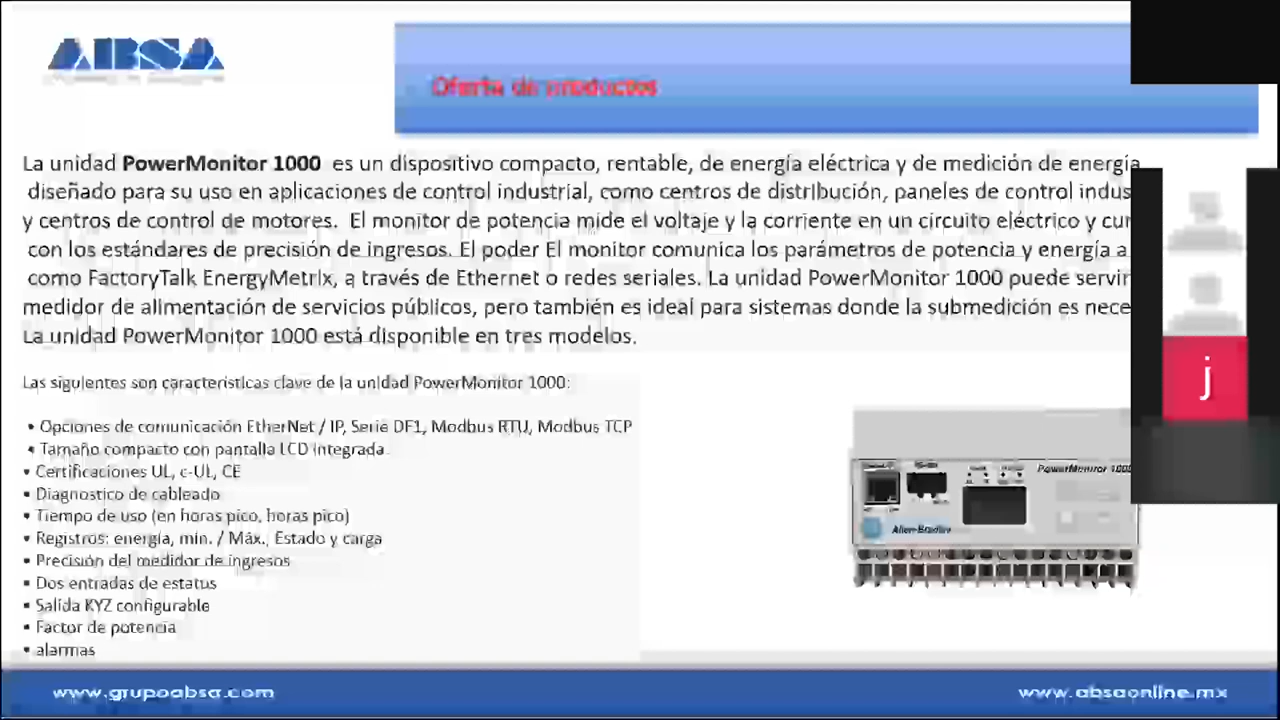 ABSA
Oferta de productos
La unidad PowerMonitor 1000 es un dispositivo compacto, rentable, de energía eléctrica y de medición de energía
diseñado para su uso en aplicaciones de control industrial, como centros de distribución, paneles de control indus
y centros de control de motores. El monitor de potencia mide el voltaje y la corriente en un circuito eléctrico y cur
con los estándares de precisión de ingresos. El poder El monitor comunica los parámetros de potencia y energía a
como FactoryTalk EnergyMetrix, a través de Ethernet o redes seriales. La unidad PowerMonitor 1000 puede servir
medidor de alimentación de servicios públicos, pero también es ideal para sistemas donde la submedición es nece
La unidad PowerMonitor 1000 está disponible en tres modelos.
Las siguientes son características clave de la unidad PowerMonitor 1000:
• Opciones de comunicación EtherNet / IP, Serie DF1, Modbus RTU, Modbus TCP
• Tamaño compacto con pantalla LCD integrada
• Certificaciones UL, c-UL, CE
• Diagnostico de cableado
• Tiempo de uso (en horas pico, horas pico)
• Registros: energía, min. / Máx., Estado y carga
• Precisión del medidor de ingresos
• Dos entradas de estatus
• Salida KYZ configurable
• Factor de potencia
• alarmas
PowerMonitor 1000
Allen-Bradley
j
www.grupoabsa.com
www.absaonline.mx